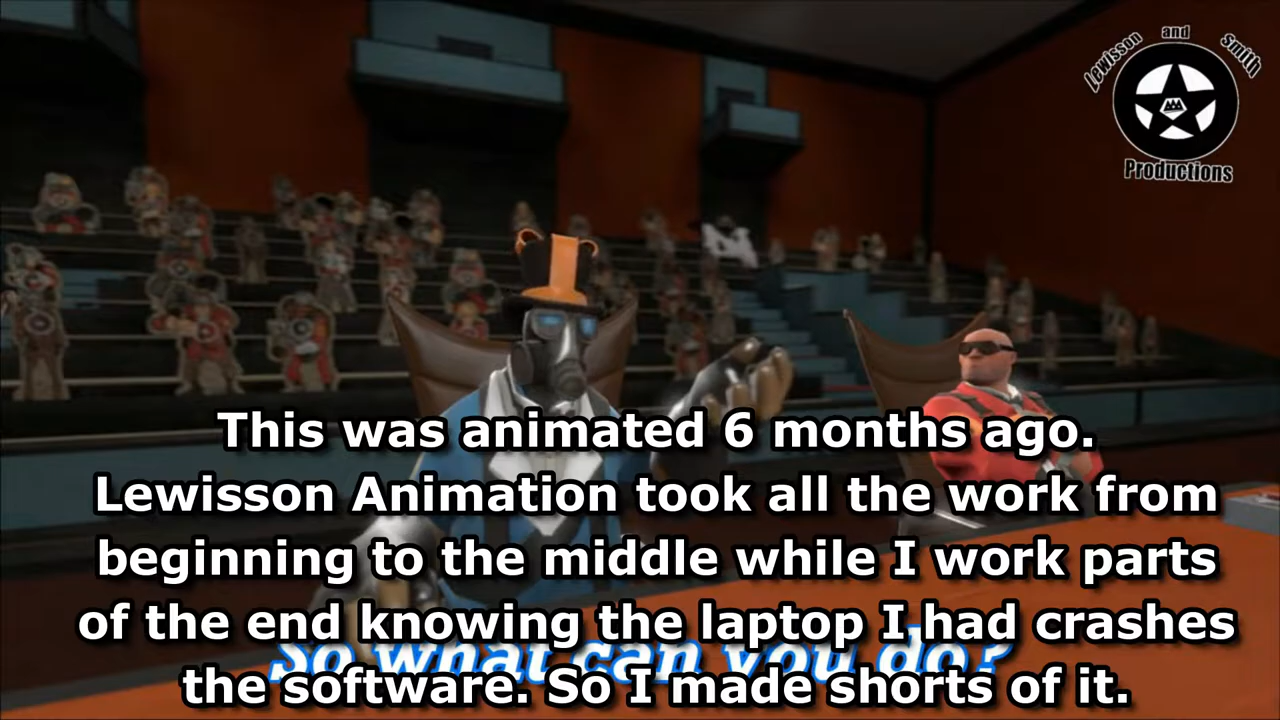 Lewisson and Smith
Productions
This was animated 6 months ago.
Lewisson Animation took all the work from
beginning to the middle while I work parts
of the end knowing the laptop I had crashes
So what can you do?
the software. So I made shorts of it.